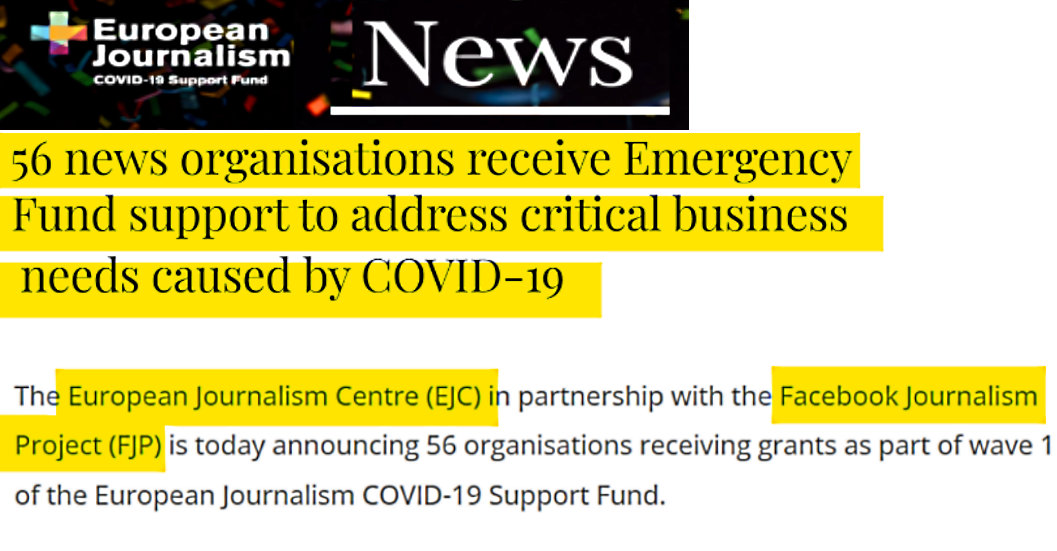 European
Journalism
COVID-19 Support Fund
News
56 news organisations receive Emergency
Fund support to address critical business
needs caused by COVID-19
The European Journalism Centre (EJC) in partnership with the Facebook Journalism
Project (FJP) is today announcing 56 organisations receiving grants as part of wave 1
of the European Journalism COVID-19 Support Fund.